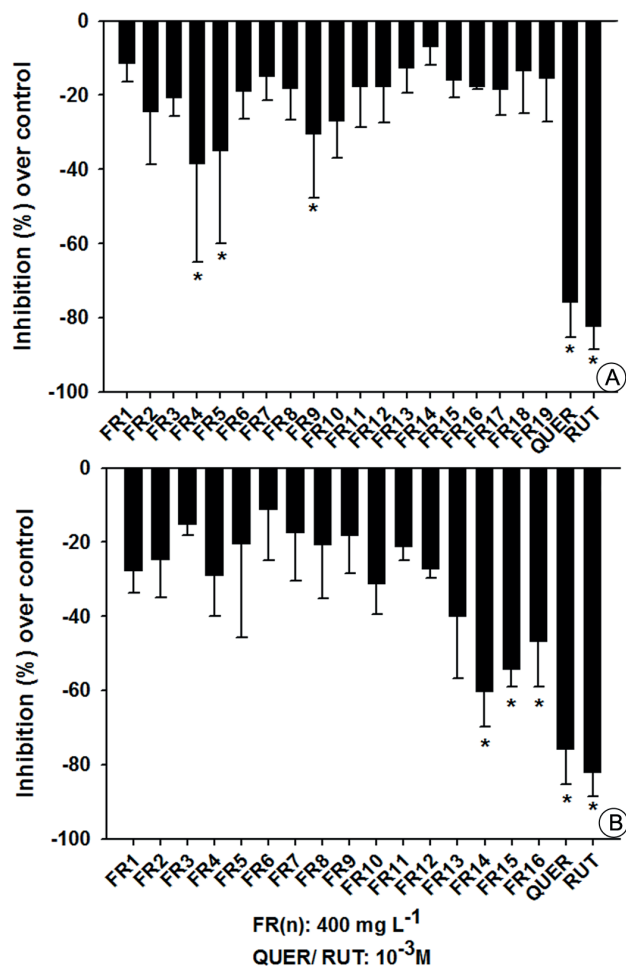 Inhibition (%) over control
0
-20
-40
-60
-80
-100
* * * * *
FR1 FR2 FR3 FR4 FR5 FR6 FR7 FR8 FR9 FR10 FR11 FR12 FR13 FR14 FR15 FR16 FR17 FR18 FR19 QUER RUT
A
Inhibition (%) over control
0
-20
-40
-60
-80
-100
* * * * *
FR1 FR2 FR3 FR4 FR5 FR6 FR7 FR8 FR9 FR10 FR11 FR12 FR13 FR14 FR15 FR16 QUER RUT
B
FR(n): 400 mg L⁻¹
QUER/ RUT: 10⁻³M